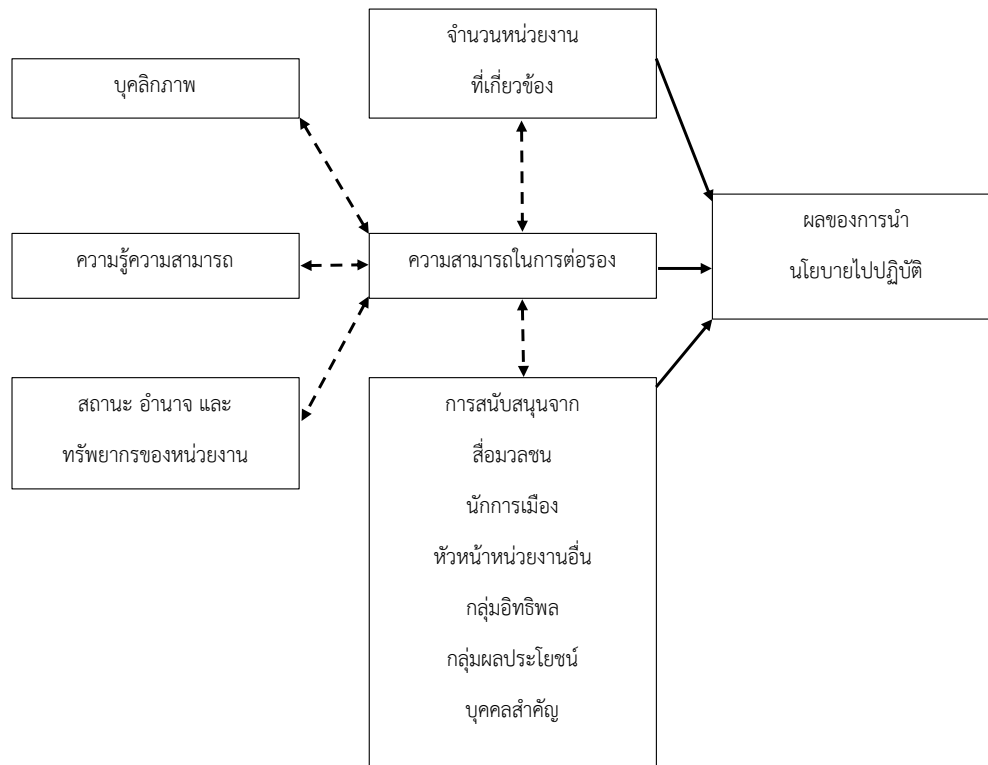 จำนวนหน่วยงาน
ที่เกี่ยวข้อง
บุคลิกภาพ
ความรู้ความสามารถ
ความสามารถในการต่อรอง
ผลของการนำ
นโยบายไปปฏิบัติ
สถานะ อำนาจ และ
ทรัพยากรของหน่วยงาน
การสนับสนุนจาก
สื่อมวลชน
นักการเมือง
หัวหน้าหน่วยงานอื่น
กลุ่มอิทธิพล
กลุ่มผลประโยชน์
บุคคลสำคัญ